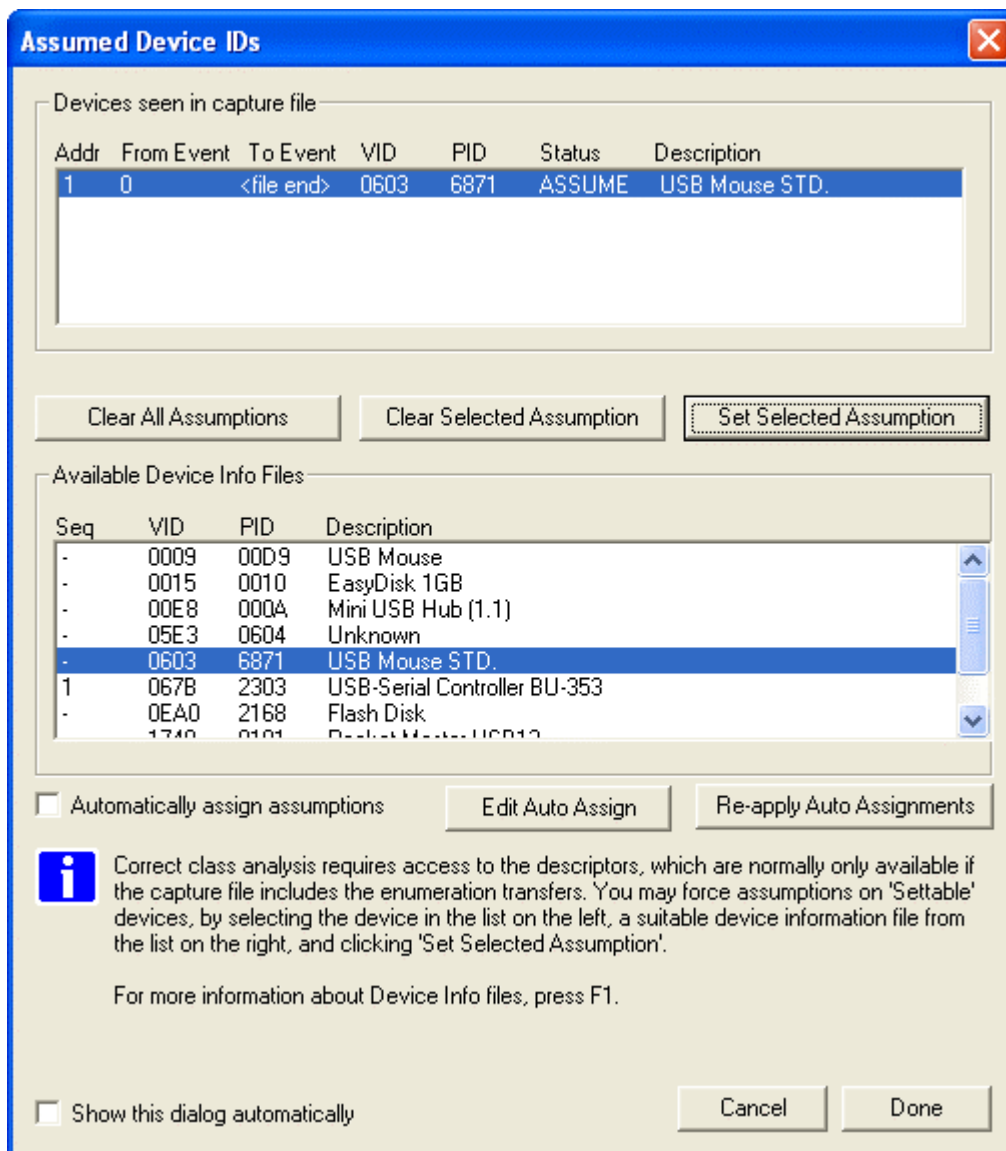 Assumed Device IDs
Devices seen in capture file
Addr From Event To Event VID PID Status Description
1 0 <file end> 0603 6871 ASSUME USB Mouse STD.
Clear All Assumptions Clear Selected Assumption Set Selected Assumption
Available Device Info Files
Seq VID PID Description
- 0009 00D9 USB Mouse
- 0015 0010 EasyDisk 1GB
- 00E8 000A Mini USB Hub (1.1)
- 05E3 0604 Unknown
- 0603 6871 USB Mouse STD.
1 067B 2303 USB-Serial Controller BU-353
- 0EA0 2168 Flash Disk
Automatically assign assumptions Edit Auto Assign Re-apply Auto Assignments
Correct class analysis requires access to the descriptors, which are normally only available if
the capture file includes the enumeration transfers. You may force assumptions on 'Settable'
devices, by selecting the device in the list on the left, a suitable device information file from
the list on the right, and clicking 'Set Selected Assumption'.
For more information about Device Info files, press F1.
Show this dialog automatically Cancel Done